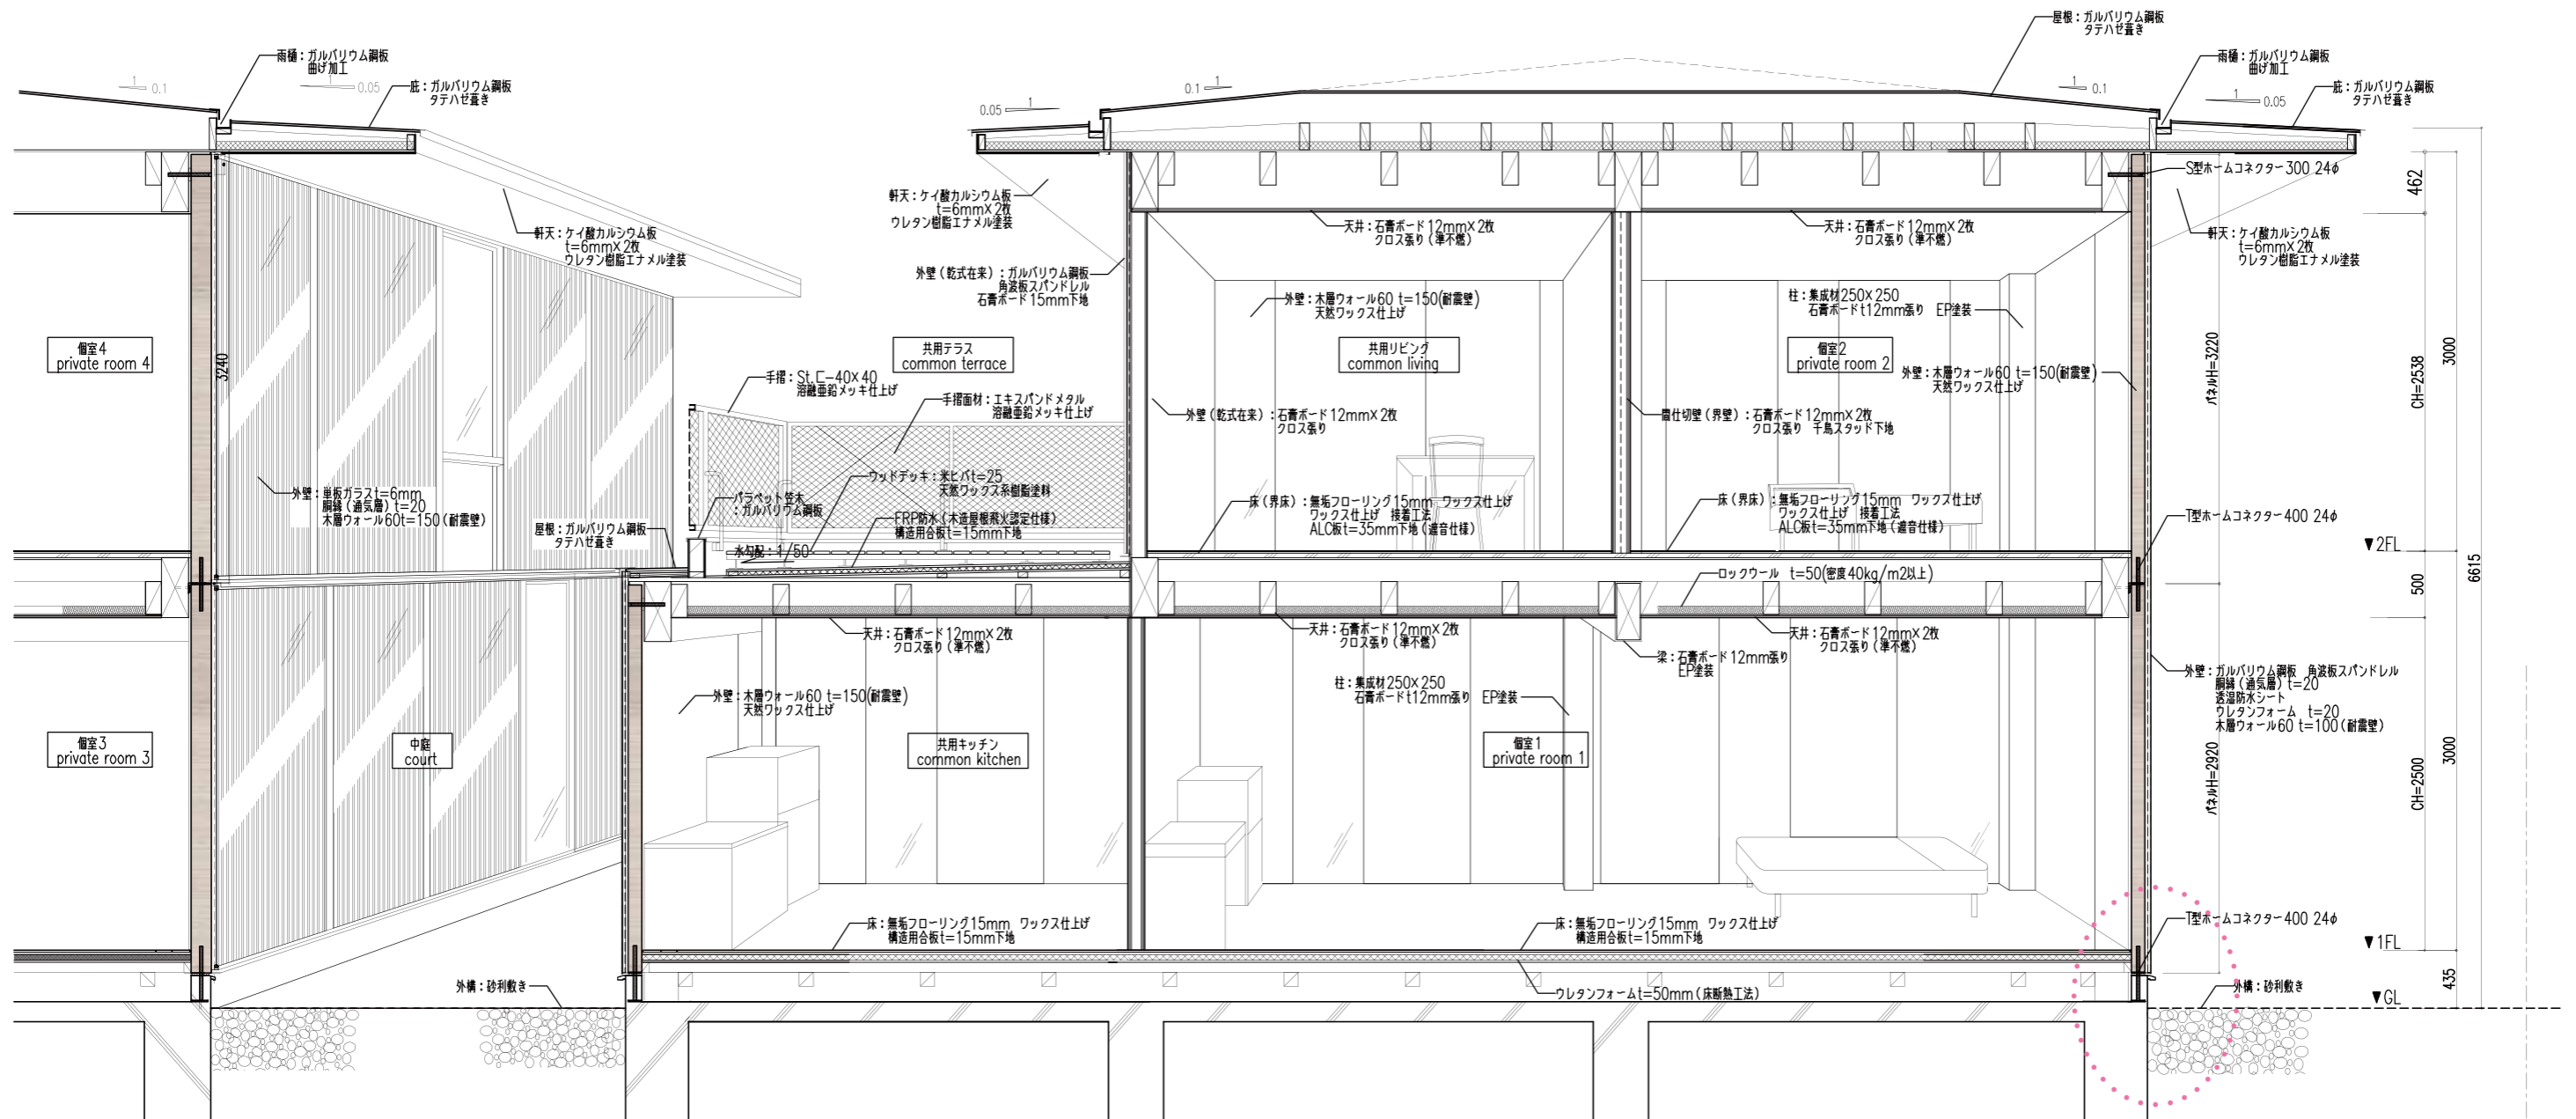 屋根：ガルバリウム鋼板
タテハゼ葺き
雨樋：ガルバリウム鋼板
曲げ加工
庇：ガルバリウム鋼板
タテハゼ葺き
雨樋：ガルバリウム鋼板
曲げ加工
庇：ガルバリウム鋼板
タテハゼ葺き
1
0.1
1
0.05
0.05
1
0.1
1
1
0.1
1
0.05
軒天：ケイ酸カルシウム板
t=6mm×2枚
ウレタン樹脂エナメル塗装
軒天：ケイ酸カルシウム板
t=6mm×2枚
ウレタン樹脂エナメル塗装
S型ホームコネクター300 24φ
462
軒天：ケイ酸カルシウム板
t=6mm×2枚
ウレタン樹脂エナメル塗装
天井：石膏ボード12mm×2枚
クロス張り（準不燃）
天井：石膏ボード12mm×2枚
クロス張り（準不燃）
外壁（乾式在来）：ガルバリウム鋼板
角波板スパンドレル
石膏ボード15mm下地
外壁：木層ウォール60 t=150(耐震壁)
天然ワックス仕上げ
柱：集成材250×250
石膏ボードt12mm張り　EP塗装
個室4
private room 4
3240
共用テラス
common terrace
共用リビング
common living
個室2
private room 2
パネルH=3220
CH=2538
3000
手摺：St.C-40×40
溶融亜鉛メッキ仕上げ
手摺面材：エキスパンドメタル
溶融亜鉛メッキ仕上げ
外壁：木層ウォール60 t=150(耐震壁)
天然ワックス仕上げ
外壁（乾式在来）：石膏ボード12mm×2枚
クロス張り
間仕切壁（界壁）：石膏ボード12mm×2枚
クロス張り　千鳥スタッド下地
外壁：単板ガラスt=6mm
胴縁（通気層）t=20
木層ウォール60t=150（耐震壁）
ウッドデッキ：米ヒバt=25
天然ワックス系樹脂塗料
パラペット笠木
：ガルバリウム鋼板
FRP防水（木造屋根飛火認定仕様）
構造用合板t=15mm下地
屋根：ガルバリウム鋼板
タテハゼ葺き
水勾配：1/50
床（界床）：無垢フローリング15mm　ワックス仕上げ
ワックス仕上げ　接着工法
ALC板t=35mm下地（遮音仕様）
床（界床）：無垢フローリング15mm　ワックス仕上げ
ワックス仕上げ　接着工法
ALC板t=35mm下地（遮音仕様）
T型ホームコネクター400 24φ
▼2FL
ロックウール　t=50(密度40kg/m2以上)
500
6615
天井：石膏ボード12mm×2枚
クロス張り（準不燃）
天井：石膏ボード12mm×2枚
クロス張り（準不燃）
天井：石膏ボード12mm×2枚
クロス張り（準不燃）
梁：石膏ボード12mm張り
EP塗装
外壁：木層ウォール60 t=150(耐震壁)
天然ワックス仕上げ
柱：集成材250×250
石膏ボードt12mm張り　EP塗装
外壁：ガルバリウム鋼板　角波板スパンドレル
胴縁（通気層）t=20
透湿防水シート
ウレタンフォーム　t=20
木層ウォール60 t=100(耐震壁)
個室3
private room 3
中庭
court
共用キッチン
common kitchen
個室1
private room 1
パネルH=2920
CH=2500
3000
床：無垢フローリング15mm　ワックス仕上げ
構造用合板t=15mm下地
床：無垢フローリング15mm　ワックス仕上げ
構造用合板t=15mm下地
T型ホームコネクター400 24φ
▼1FL
435
外構：砂利敷き
ウレタンフォームt=50mm（床断熱工法）
外構：砂利敷き
▼GL